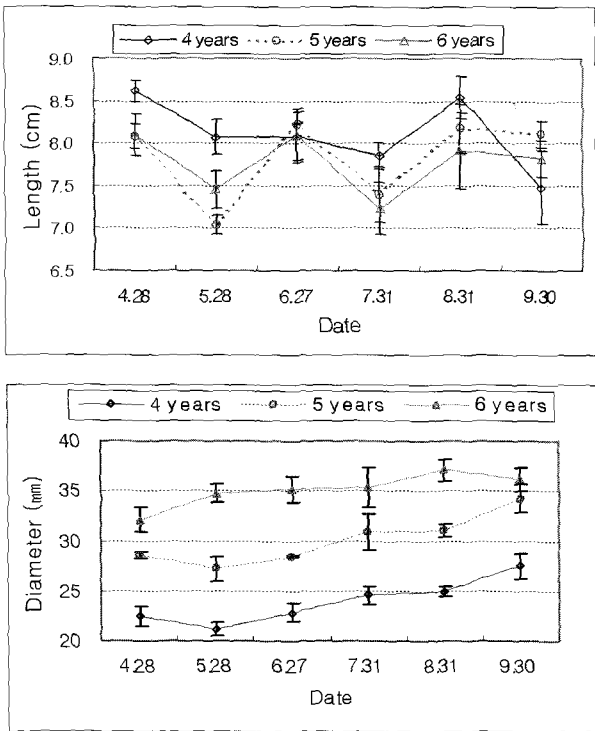 4 years 5 years 6 years
9.0
8.5
8.0
7.5
7.0
6.5
Length (cm)
4.28 5.28 6.27 7.31 8.31 9.30
Date
4 years 5 years 6 years
40
35
30
25
20
Diameter (mm)
4.28 5.28 6.27 7.31 8.31 9.30
Date